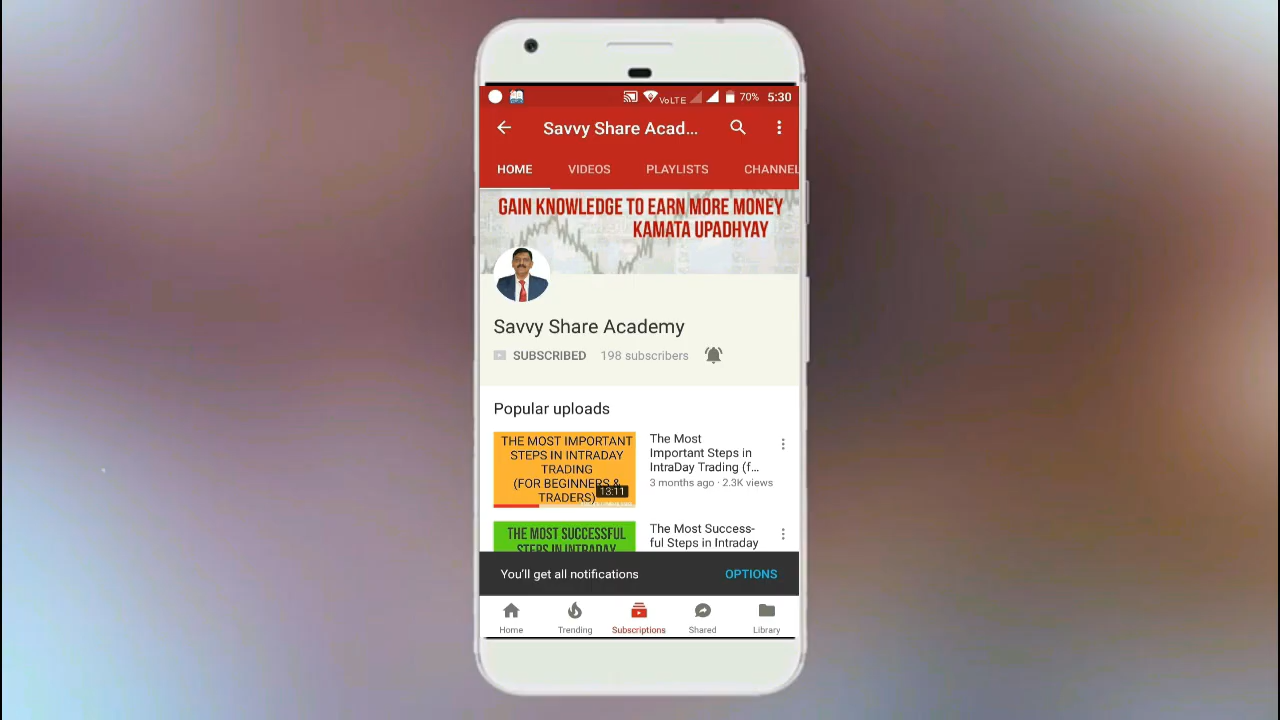 VoLTE 70% 5:30
Savvy Share Acad...
HOME VIDEOS PLAYLISTS CHANNEL
GAIN KNOWLEDGE TO EARN MORE MONEY
KAMATA UPADHYAY
Savvy Share Academy
SUBSCRIBED 198 subscribers
Popular uploads
THE MOST IMPORTANT
STEPS IN INTRADAY
TRADING
(FOR BEGINNERS &
TRADERS)
13:11
The Most
Important Steps in
IntraDay Trading (f...
3 months ago · 2.3K views
THE MOST SUCCESSFUL
STEPS IN INTRADAY
The Most Success-
ful Steps in Intraday
You'll get all notifications OPTIONS
Home Trending Subscriptions Shared Library